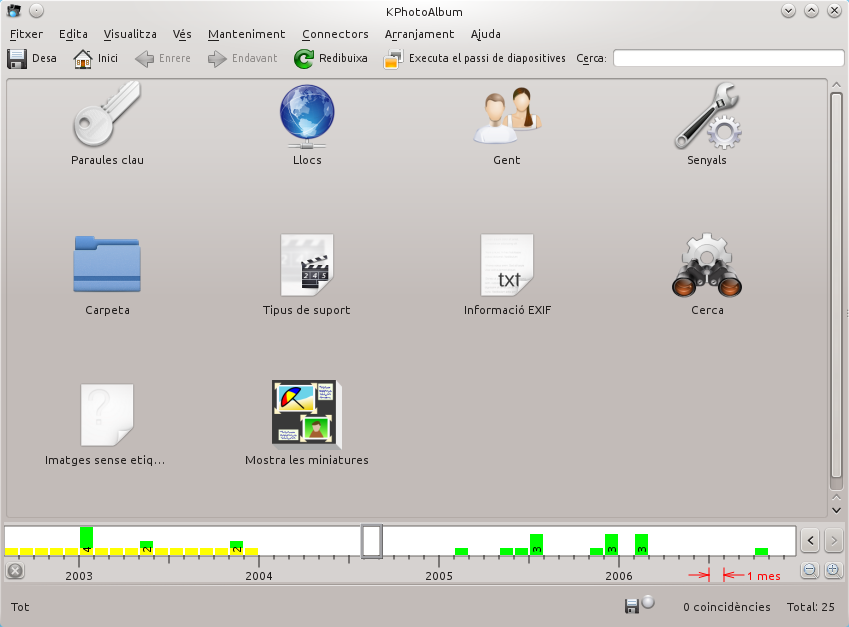 KPhotoAlbum
Fitxer Edita Visualitza Vés Manteniment Connectors Arranjament Ajuda
Desa Inici Enrere Endavant Redibuixa Executa el passi de diapositives Cerca:
Paraules clau Llocs Gent Senyals
245
txt
Carpeta Tipus de suport Informació EXIF Cerca
?
Imatges sense etiq... Mostra les miniatures
4 2 2 3 3 3
2003 2004 2005 2006 1 mes
Tot 0 coincidències Total: 25